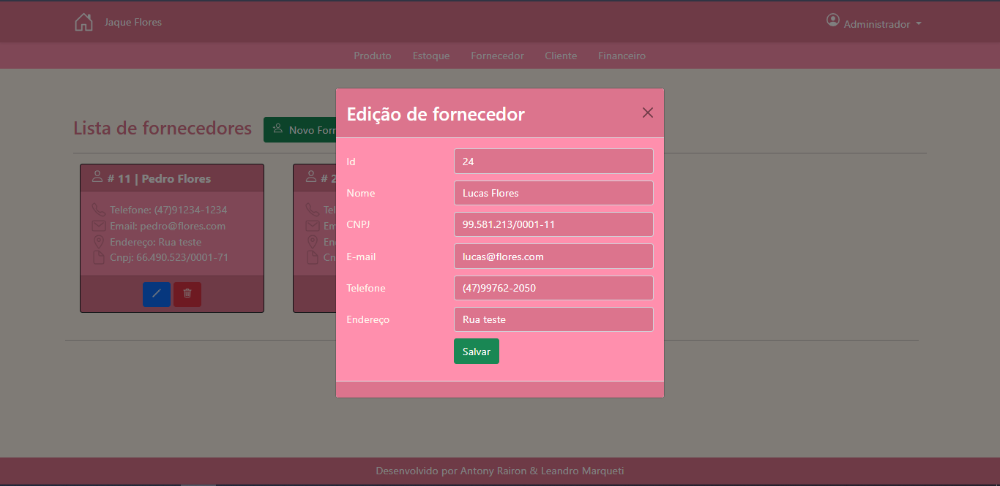 Jaque Flores
Administrador
Produto Estoque Fornecedor Cliente Financeiro
Lista de fornecedores
Novo Forn
# 11 | Pedro Flores
Telefone: (47)91234-1234
Email: pedro@flores.com
Endereço: Rua teste
Cnpj: 66.490.523/0001-71
# 2
Tel
Em
En
Cn
Edição de fornecedor
Id 24
Nome Lucas Flores
CNPJ 99.581.213/0001-11
E-mail lucas@flores.com
Telefone (47)99762-2050
Endereço Rua teste
Salvar
Desenvolvido por Antony Rairon & Leandro Marqueti